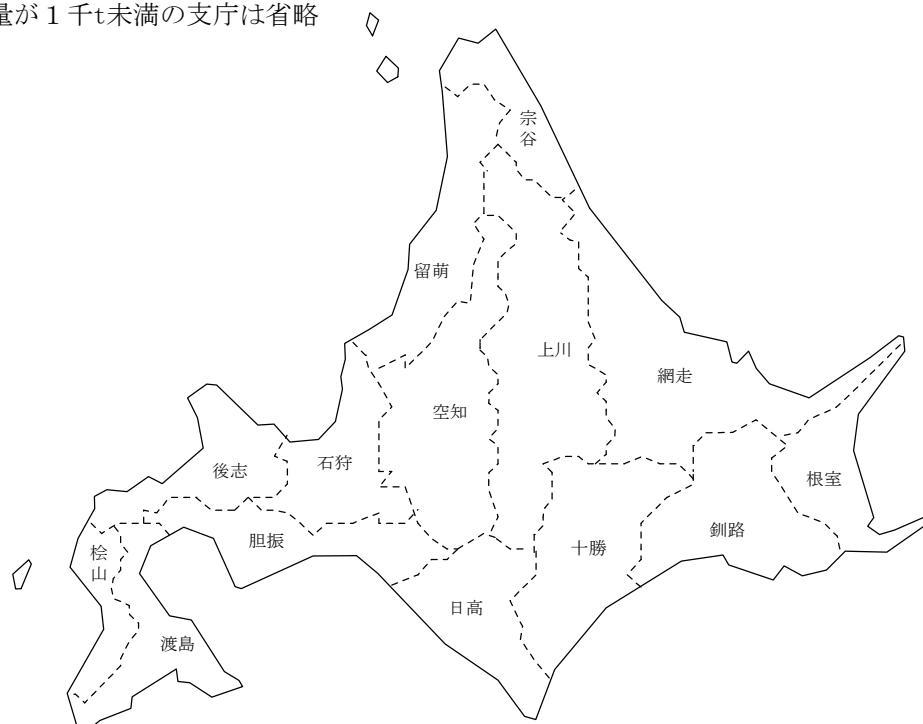 量が１千t未満の支庁は省略
宗谷
留萌
上川
網走
空知
石狩
後志
根室
釧路
胆振
十勝
桧山
日高
渡島